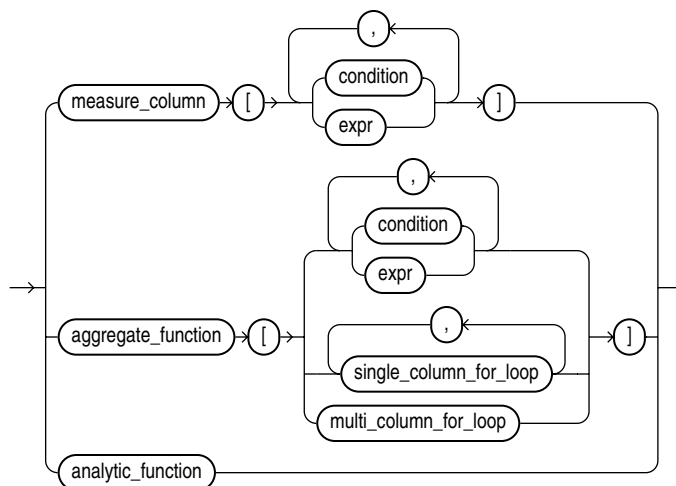 ,
condition
measure_column [ ]
expr
,
condition
expr
aggregate_function [ ]
,
single_column_for_loop
multi_column_for_loop
analytic_function